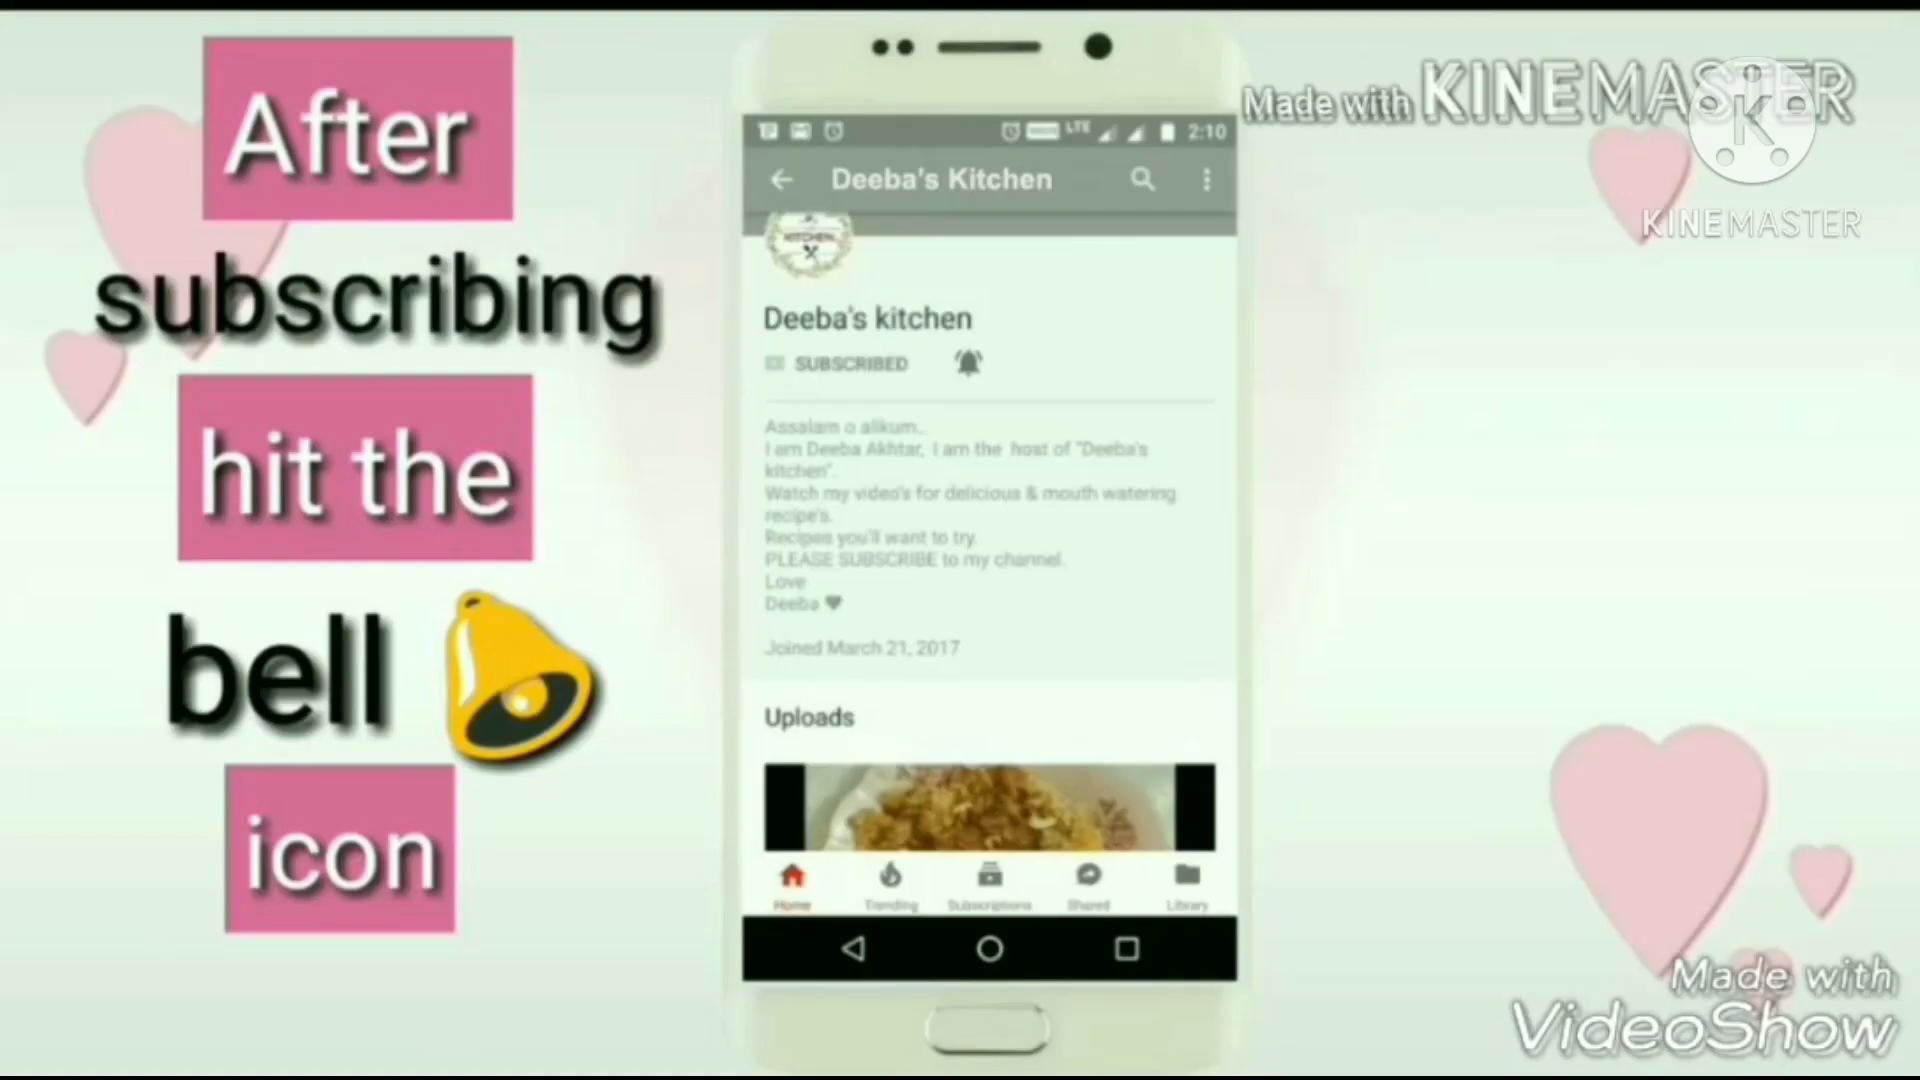 After
subscribing
hit the
bell
icon
LTE 2:10
Deeba's Kitchen
KITCHEN
Deeba's kitchen
SUBSCRIBED
Assalam o alikum..
I am Deeba Akhtar, I am the host of "Deeba's
kitchen".
Watch my video's for delicious & mouth watering
recipe's.
Recipes you'll want to try.
PLEASE SUBSCRIBE to my channel.
Love
Deeba
Joined March 21, 2017
Uploads
Home Trending Subscriptions Shared Library
Made with KINEMASTER
K
KINEMASTER
Made with
VideoShow